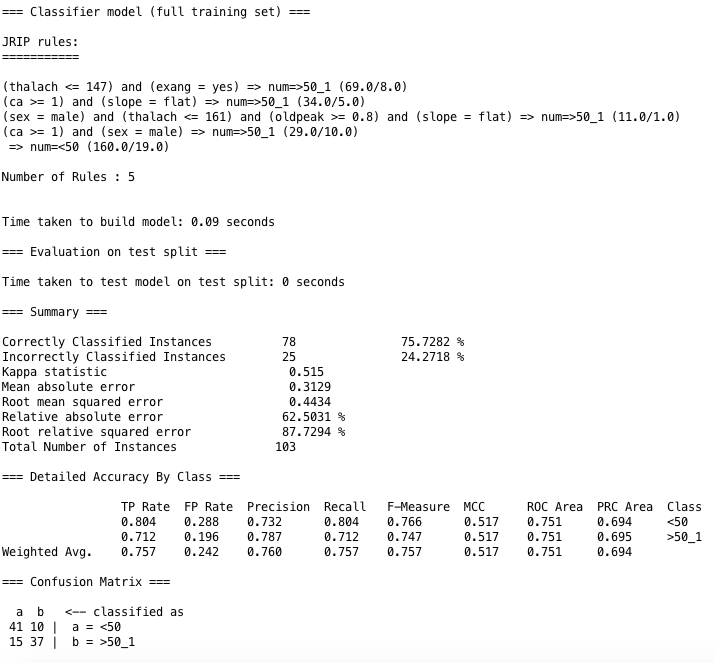 === Classifier model (full training set) ===
JRIP rules:
===========
(thalach <= 147) and (exang = yes) => num=>50_1 (69.0/8.0)
(ca >= 1) and (slope = flat) => num=>50_1 (34.0/5.0)
(sex = male) and (thalach <= 161) and (oldpeak >= 0.8) and (slope = flat) => num=>50_1 (11.0/1.0)
(ca >= 1) and (sex = male) => num=>50_1 (29.0/10.0)
=> num=<50 (160.0/19.0)
Number of Rules : 5
Time taken to build model: 0.09 seconds
=== Evaluation on test split ===
Time taken to test model on test split: 0 seconds
=== Summary ===
Correctly Classified Instances 78 75.7282 %
Incorrectly Classified Instances 25 24.2718 %
Kappa statistic 0.515
Mean absolute error 0.3129
Root mean squared error 0.4434
Relative absolute error 62.5031 %
Root relative squared error 87.7294 %
Total Number of Instances 103
=== Detailed Accuracy By Class ===
TP Rate FP Rate Precision Recall F-Measure MCC ROC Area PRC Area Class
0.804 0.288 0.732 0.804 0.766 0.517 0.751 0.694 <50
0.712 0.196 0.787 0.712 0.747 0.517 0.751 0.695 >50_1
Weighted Avg. 0.757 0.242 0.760 0.757 0.757 0.517 0.751 0.694
=== Confusion Matrix ===
a b <-- classified as
41 10 | a = <50
15 37 | b = >50_1